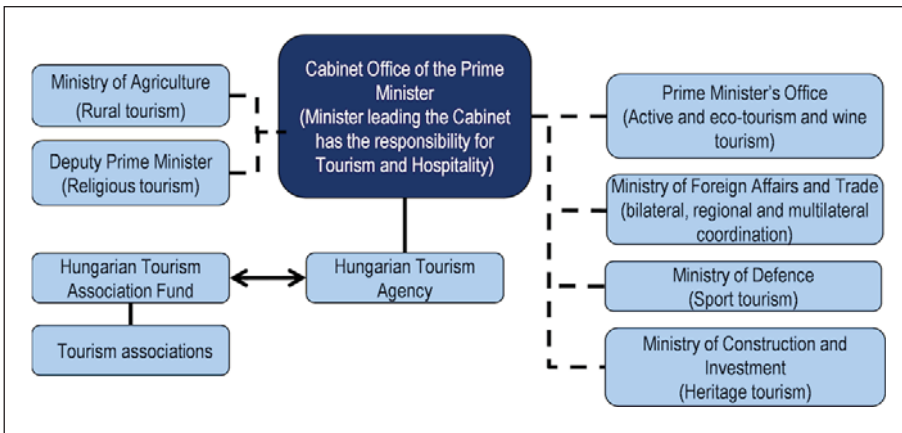 Ministry of Agriculture
(Rural tourism)
Deputy Prime Minister
(Religious tourism)
Cabinet Office of the Prime
Minister
(Minister leading the Cabinet
has the responsibility for
Tourism and Hospitality)
Prime Minister's Office
(Active and eco-tourism and wine
tourism)
Ministry of Foreign Affairs and Trade
(bilateral, regional and multilateral
coordination)
Hungarian Tourism
Association Fund
Hungarian Tourism
Agency
Ministry of Defence
(Sport tourism)
Tourism associations
Ministry of Construction and
Investment
(Heritage tourism)